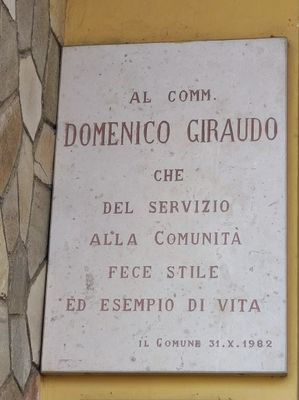 AL COMM.
DOMENICO GIRAUDO
CHE
DEL SERVIZIO
ALLA COMUNITÀ
FECE STILE
ED ESEMPIO DI VITA
IL COMUNE 31.X.1982